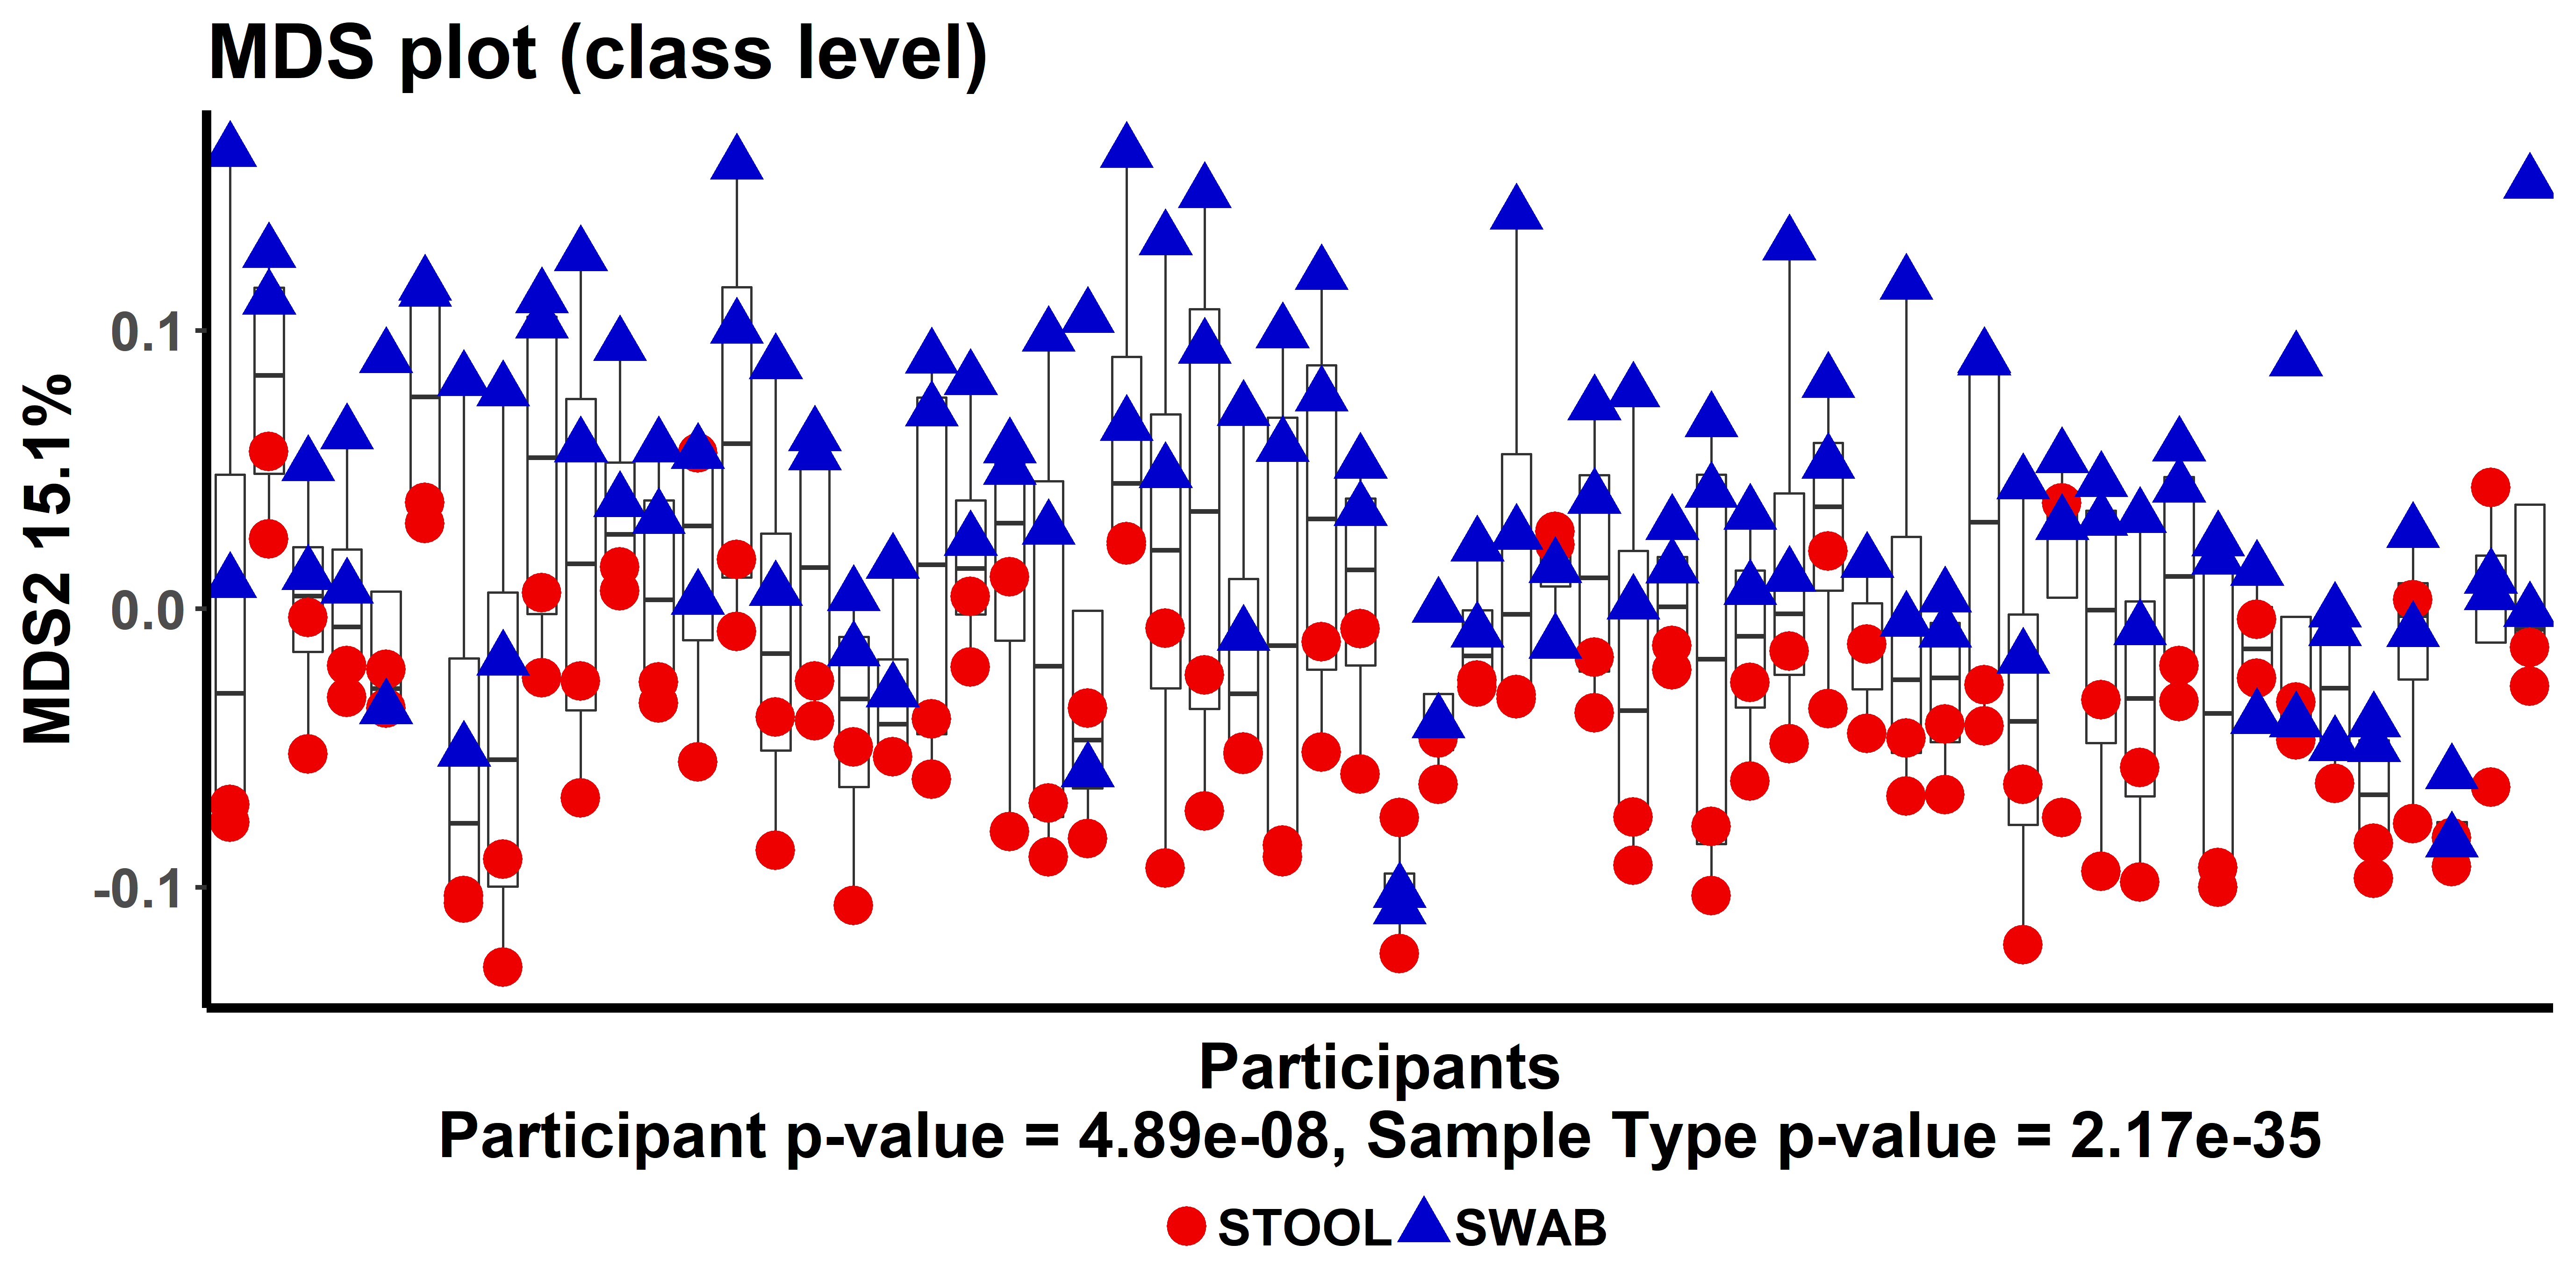 MDS plot (class level)
MDS2 15.1%
0.1
0.0
-0.1
Participants
Participant p-value = 4.89e-08, Sample Type p-value = 2.17e-35
STOOL SWAB